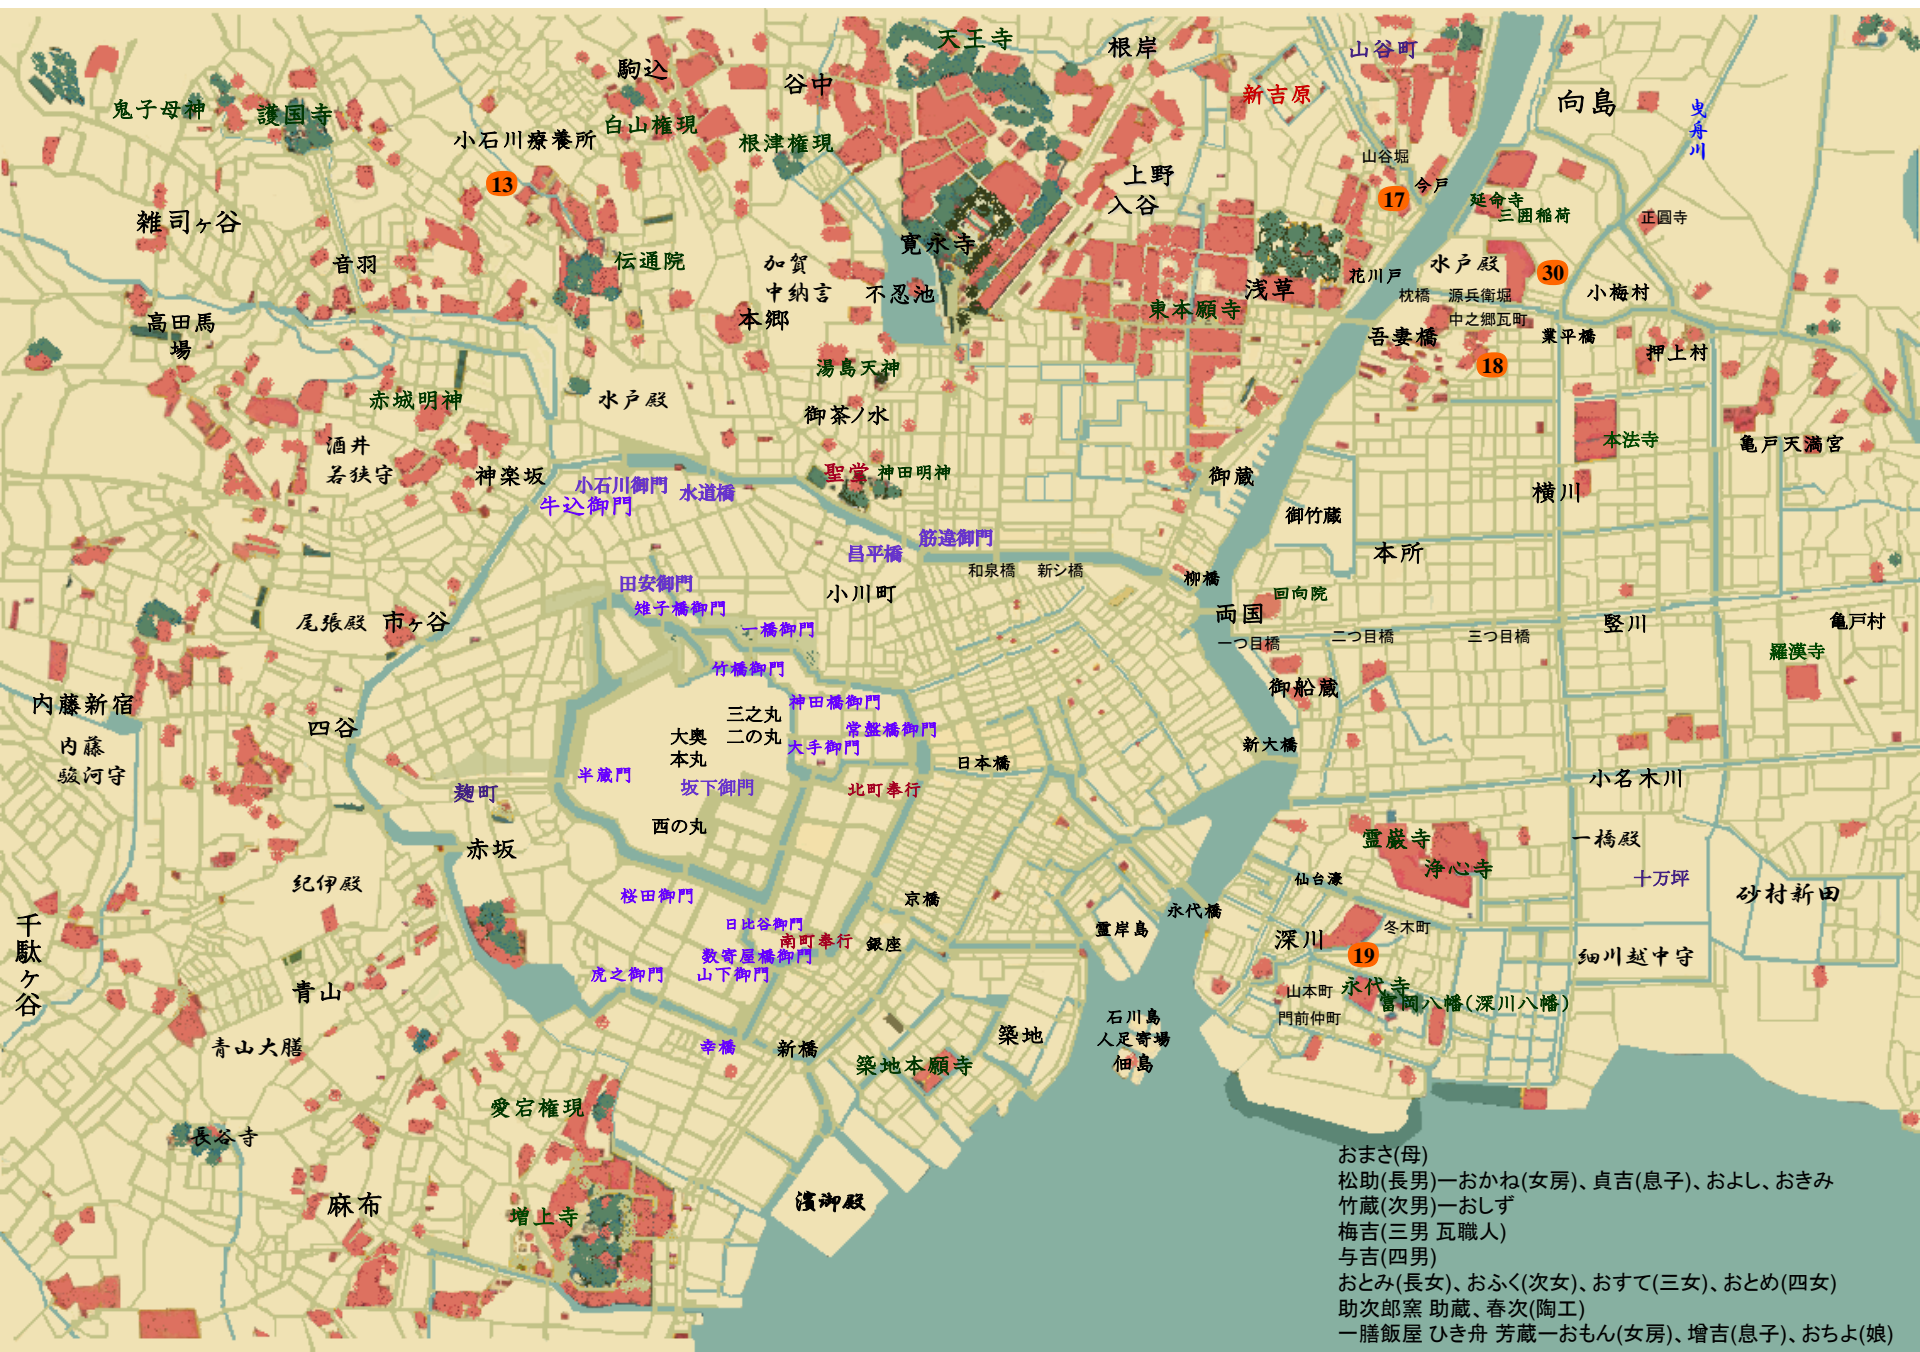 天王寺
根岸
山谷町
駒込
谷中
新吉原
向島
曳舟川
鬼子母神
護国寺
小石川療養所
白山権現
根津権現
山谷堀
13
17
今戸
上野
入谷
延命寺
三囲稲荷
正圓寺
雑司ヶ谷
音羽
伝通院
加賀
中納言
寛永寺
不忍池
浅草
花川戸
水戸殿
30
枕橋
源兵衛堀
小梅村
高田馬
場
本郷
東本願寺
吾妻橋
中之郷瓦町
業平橋
押上村
18
湯島天神
赤城明神
水戸殿
御茶ノ水
酒井
若狭守
神楽坂
聖堂
神田明神
御蔵
本法寺
亀戸天満宮
小石川御門
牛込御門
水道橋
横川
御竹蔵
昌平橋
筋違御門
本所
和泉橋
新シ橋
柳橋
田安御門
雉子橋御門
小川町
回向院
両国
尾張殿
市ヶ谷
一橋御門
一つ目橋
二つ目橋
三つ目橋
竪川
亀戸村
羅漢寺
竹橋御門
御船蔵
内藤新宿
四谷
神田橋御門
三之丸
二の丸
常盤橋御門
大手御門
大奥
本丸
内藤
駿河守
新大橋
日本橋
半蔵門
坂下御門
北町奉行
麹町
小名木川
西の丸
赤坂
霊巌寺
浄心寺
一橋殿
十万坪
砂村新田
紀伊殿
仙台濠
桜田御門
京橋
永代橋
日比谷御門
南町奉行
銀座
霊岸島
深川
冬木町
千駄ヶ谷
数寄屋橋御門
虎之御門
山下御門
19
細川越中守
青山
山本町
永代寺
富岡八幡(深川八幡)
門前仲町
石川島
人足寄場
佃島
築地
青山大膳
幸橋
新橋
築地本願寺
愛宕権現
長谷寺
麻布
増上寺
濱御殿
おまさ(母)
松助(長男)―おかね(女房)、貞吉(息子)、およし、おきみ
竹蔵(次男)―おしず
梅吉(三男 瓦職人)
与吉(四男)
おとみ(長女)、おふく(次女)、おすて(三女)、おとめ(四女)
助次郎窯 助蔵、春次(陶工)
一膳飯屋 ひき舟 芳蔵―おもん(女房)、増吉(息子)、おちよ(娘)